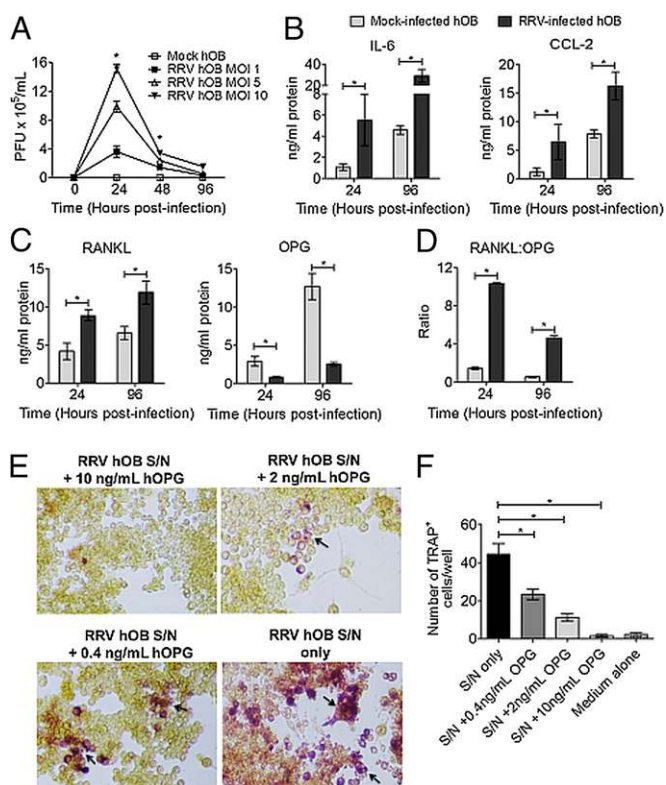 A
PFU x 10⁵/mL
16
12
8
4
0
* *
Mock hOB
RRV hOB MOI 1
RRV hOB MOI 5
RRV hOB MOI 10
0 24 48 96
Time (Hours post-infection)
B
Mock-infected hOB RRV-infected hOB
IL-6
ng/ml protein
40
20
8
6
4
2
0
* *
24 96
CCL-2
ng/ml protein
20
15
10
5
0
* *
24 96
Time (Hours post-infection)
C
RANKL
ng/ml protein
15
10
5
0
* *
24 96
OPG
ng/ml protein
15
10
5
0
* *
24 96
Time (Hours post-infection) Time (Hours post-infection)
D
RANKL:OPG
Ratio
12
8
4
0
* *
24 96
Time (Hours post-infection)
E
RRV hOB S/N
+ 10 ng/mL hOPG
RRV hOB S/N
+ 2 ng/mL hOPG
RRV hOB S/N
+ 0.4 ng/mL hOPG
RRV hOB S/N
only
F
Number of TRAP⁺
cells/well
60
40
20
0
* * *
S/N only
S/N +0.4ng/mL OPG
S/N +2ng/mL OPG
S/N +10ng/mL OPG
Medium alone